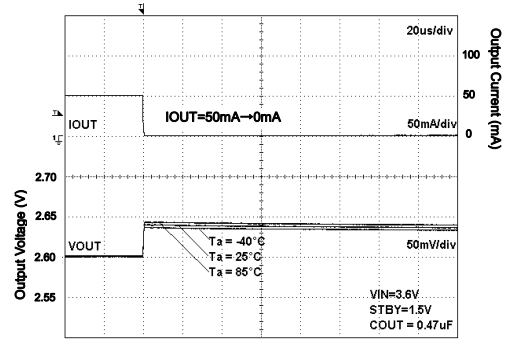 T
20us/div
100
50
0
Output Current (mA)
IOUT
IOUT=50mA→0mA
50mA/div
2.70
2.65
2.60
2.55
Output Voltage (V)
VOUT
50mV/div
Ta = -40°C
Ta = 25°C
Ta = 85°C
VIN=3.6V
STBY=1.5V
COUT = 0.47uF